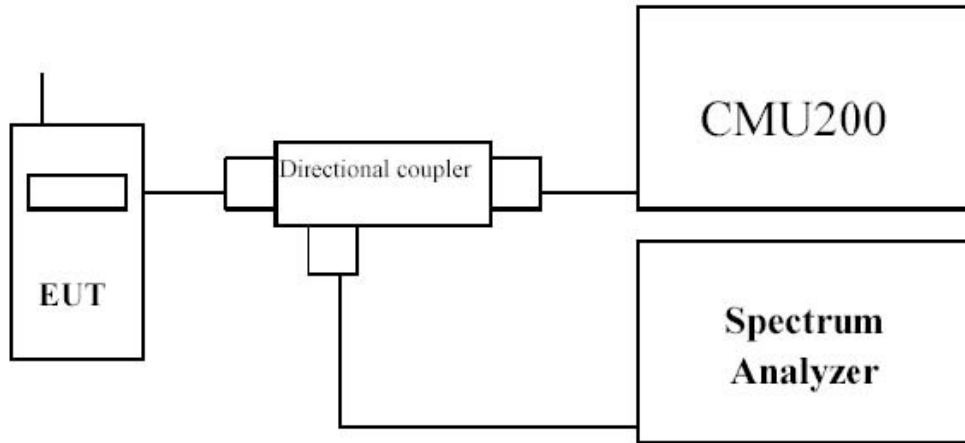 CMU200
Directional coupler
EUT
Spectrum
Analyzer